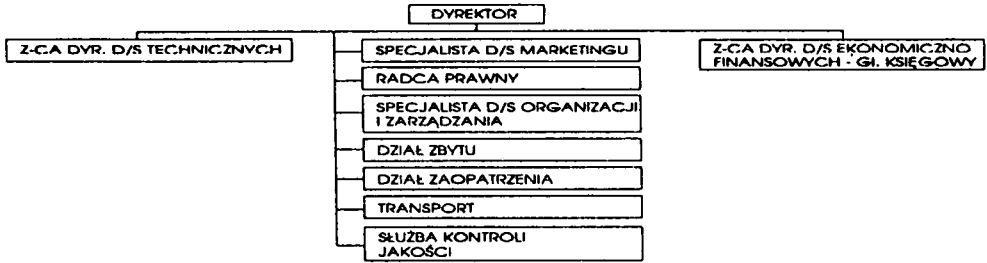 DYREKTOR
Z-CA DYR. D/S TECHNICZNYCH
SPECJALISTA D/S MARKETINGU
RADCA PRAWNY
SPECJALISTA D/S ORGANIZACJI
I ZARZĄDZANIA
DZIAŁ ZBYTU
DZIAŁ ZAOPATRZENIA
TRANSPORT
SŁUŻBA KONTROLI
JAKOŚCI
Z-CA DYR. D/S EKONOMICZNO
FINANSOWYCH - Gł. KSIĘGOWY